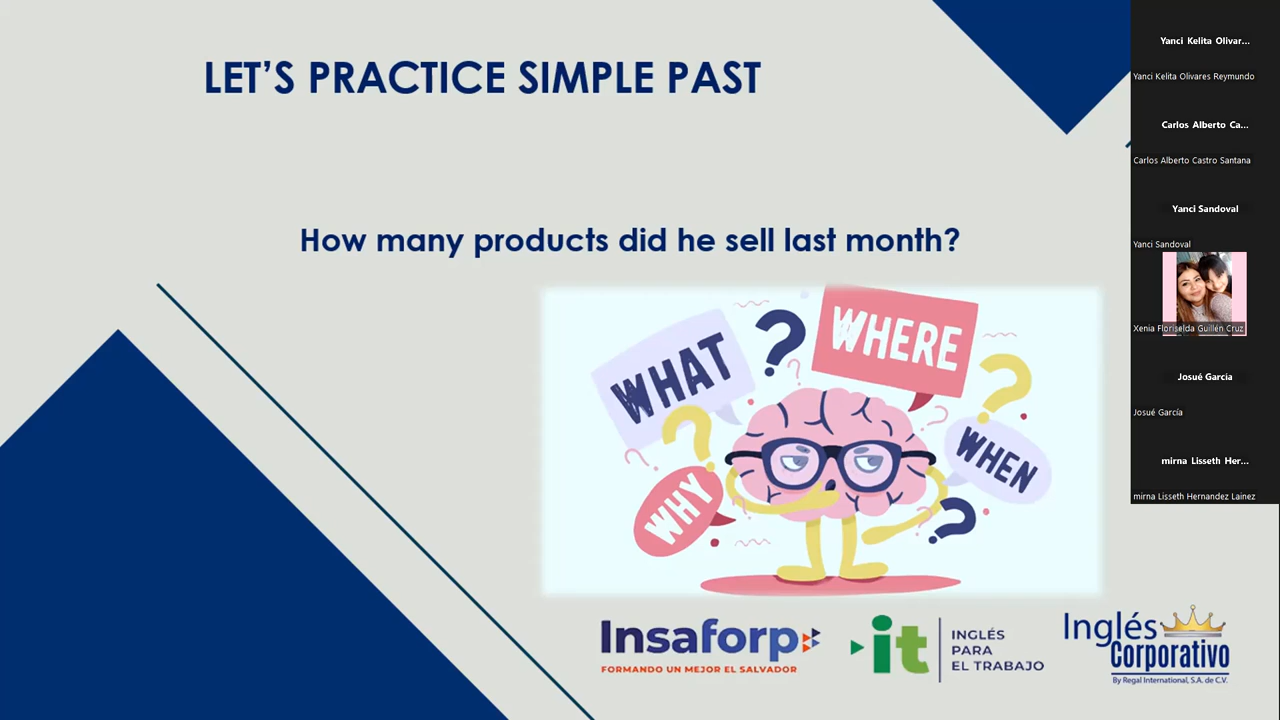 LET'S PRACTICE SIMPLE PAST
How many products did he sell last month?
WHAT
WHERE
WHY
WHEN
Insaforp
FORMANDO UN MEJOR EL SALVADOR
it
INGLÉS
PARA
EL TRABAJO
Inglés
Corporativo
By Regal International, S.A. de C.V.
Yanci Kelita Olivar...
Yanci Kelita Olivares Reymundo
Carlos Alberto Ca...
Carlos Alberto Castro Santana
Yanci Sandoval
Yanci Sandoval
Xenia Floriselda Guillén Cruz
Josué García
Josué García
mirna Lisseth Her...
mirna Lisseth Hernandez Lainez